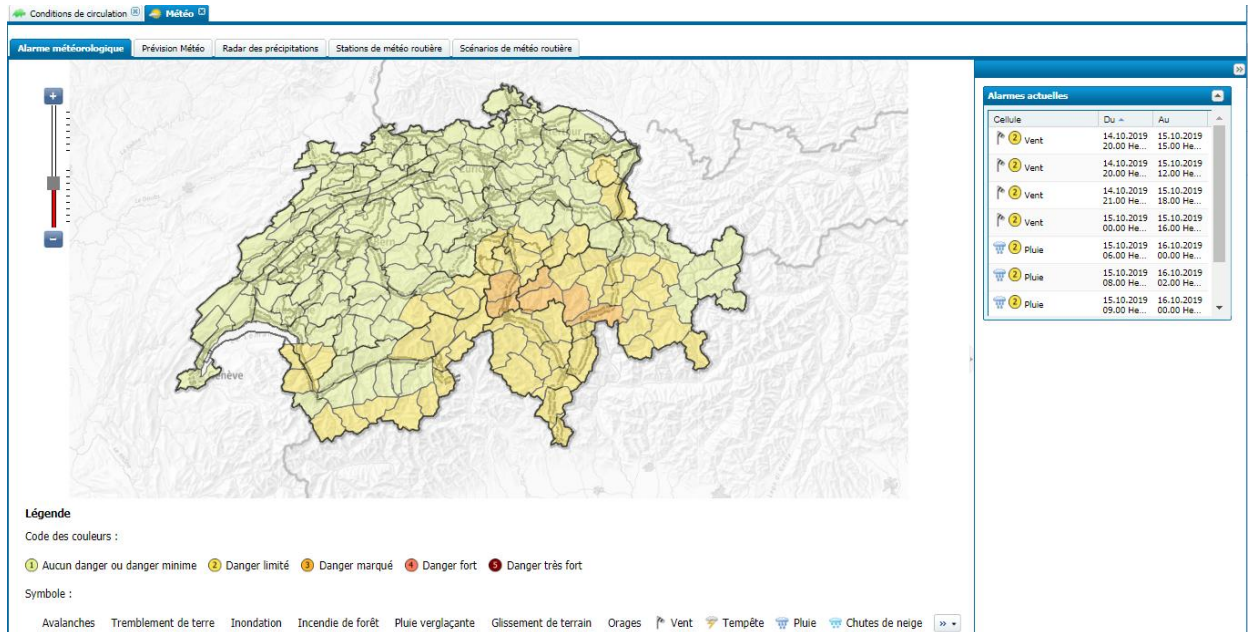 Conditions de circulation Météo
Alarme météorologique Prévision Météo Radar des précipitations Stations de météo routière Scénarios de météo routière
Alarmes actuelles
Cellule Du Au
2 Vent 14.10.2019 20.00 He... 15.10.2019 15.00 He...
2 Vent 14.10.2019 20.00 He... 15.10.2019 12.00 He...
2 Vent 14.10.2019 21.00 He... 15.10.2019 18.00 He...
2 Vent 15.10.2019 00.00 He... 15.10.2019 16.00 He...
2 Pluie 15.10.2019 06.00 He... 16.10.2019 00.00 He...
2 Pluie 15.10.2019 08.00 He... 16.10.2019 02.00 He...
2 Pluie 15.10.2019 09.00 He... 16.10.2019 00.00 He...
Légende
Code des couleurs :
1 Aucun danger ou danger minime 2 Danger limité 3 Danger marqué 4 Danger fort 5 Danger très fort
Symbole :
Avalanches Tremblement de terre Inondation Incendie de forêt Pluie verglaçante Glissement de terrain Orages Vent Tempête Pluie Chutes de neige